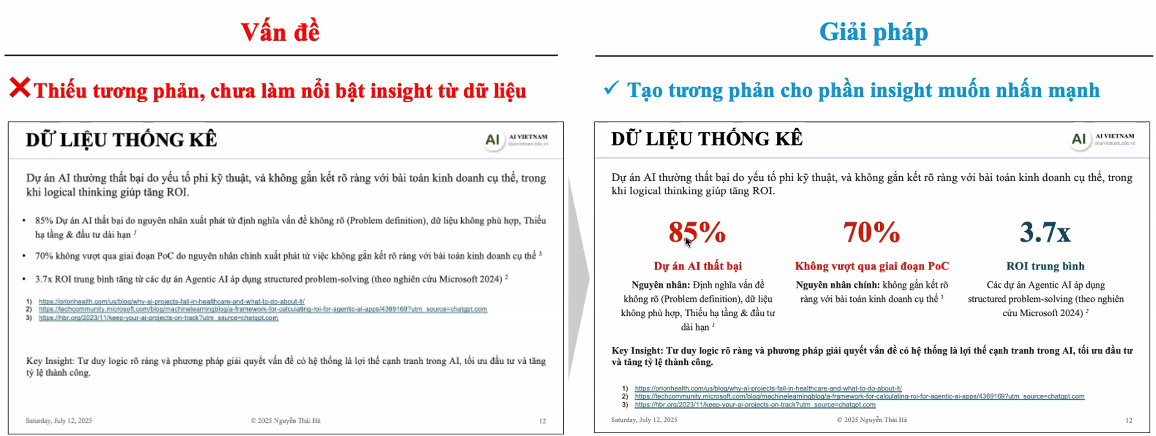 Vấn đề
Thiếu tương phản, chưa làm nổi bật insight từ dữ liệu
DỮ LIỆU THỐNG KÊ
AI
AI VIETNAM
@aivietnam.edu.vn
Dự án AI thường thất bại do yếu tố phi kỹ thuật, và không gắn kết rõ ràng với bài toán kinh doanh cụ thể, trong
khi logical thinking giúp tăng ROI.
• 85% Dự án AI thất bại do nguyên nhân xuất phát từ định nghĩa vấn đề không rõ (Problem definition), dữ liệu không phù hợp, Thiếu
hạ tầng & đầu tư dài hạn 1
• 70% không vượt qua giai đoạn PoC do nguyên nhân chính xuất phát từ việc không gắn kết rõ ràng với bài toán kinh doanh cụ thể 3
• 3.7x ROI trung bình tăng từ các dự án Agentic AI áp dụng structured problem-solving (theo nghiên cứu Microsoft 2024) 2
1) https://orionhealth.com/us/blog/why-ai-projects-fail-in-healthcare-and-what-to-do-about-it/
2) https://techcommunity.microsoft.com/blog/machinelearningblog/a-framework-for-calculating-roi-for-agentic-ai-apps/4369169?utm_source=chatgpt.com
3) https://hbr.org/2023/11/keep-your-ai-projects-on-track?utm_source=chatgpt.com
Key Insight: Tư duy logic rõ ràng và phương pháp giải quyết vấn đề có hệ thống là lợi thế cạnh tranh trong AI, tối ưu đầu tư và tăng
tỷ lệ thành công.
Saturday, July 12, 2025
© 2025 Nguyễn Thái Hà
12
Giải pháp
✓ Tạo tương phản cho phần insight muốn nhấn mạnh
DỮ LIỆU THỐNG KÊ
AI
AI VIETNAM
@aivietnam.edu.vn
Dự án AI thường thất bại do yếu tố phi kỹ thuật, và không gắn kết rõ ràng với bài toán kinh doanh cụ thể, trong
khi logical thinking giúp tăng ROI.
85%
Dự án AI thất bại
Nguyên nhân: Định nghĩa vấn đề
không rõ (Problem definition), dữ liệu
không phù hợp, Thiếu hạ tầng & đầu tư
dài hạn 1
70%
Không vượt qua giai đoạn PoC
Nguyên nhân chính: không gắn kết rõ
ràng với bài toán kinh doanh cụ thể 3
3.7x
ROI trung bình
Các dự án Agentic AI áp dụng
structured problem-solving (theo nghiên
cứu Microsoft 2024) 2
Key Insight: Tư duy logic rõ ràng và phương pháp giải quyết vấn đề có hệ thống là lợi thế cạnh tranh trong AI, tối ưu đầu tư
và tăng tỷ lệ thành công.
1) https://orionhealth.com/us/blog/why-ai-projects-fail-in-healthcare-and-what-to-do-about-it/
2) https://techcommunity.microsoft.com/blog/machinelearningblog/a-framework-for-calculating-roi-for-agentic-ai-apps/4369169?utm_source=chatgpt.com
3) https://hbr.org/2023/11/keep-your-ai-projects-on-track?utm_source=chatgpt.com
Saturday, July 12, 2025
© 2025 Nguyễn Thái Hà
12